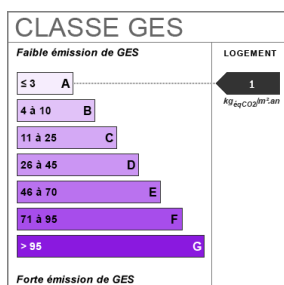 CLASSE GES
Faible émission de GES
LOGEMENT
≤ 3 A
1
kgéqCO2/m².an
4 à 10 B
11 à 25 C
26 à 45 D
46 à 70 E
71 à 95 F
> 95 G
Forte émission de GES